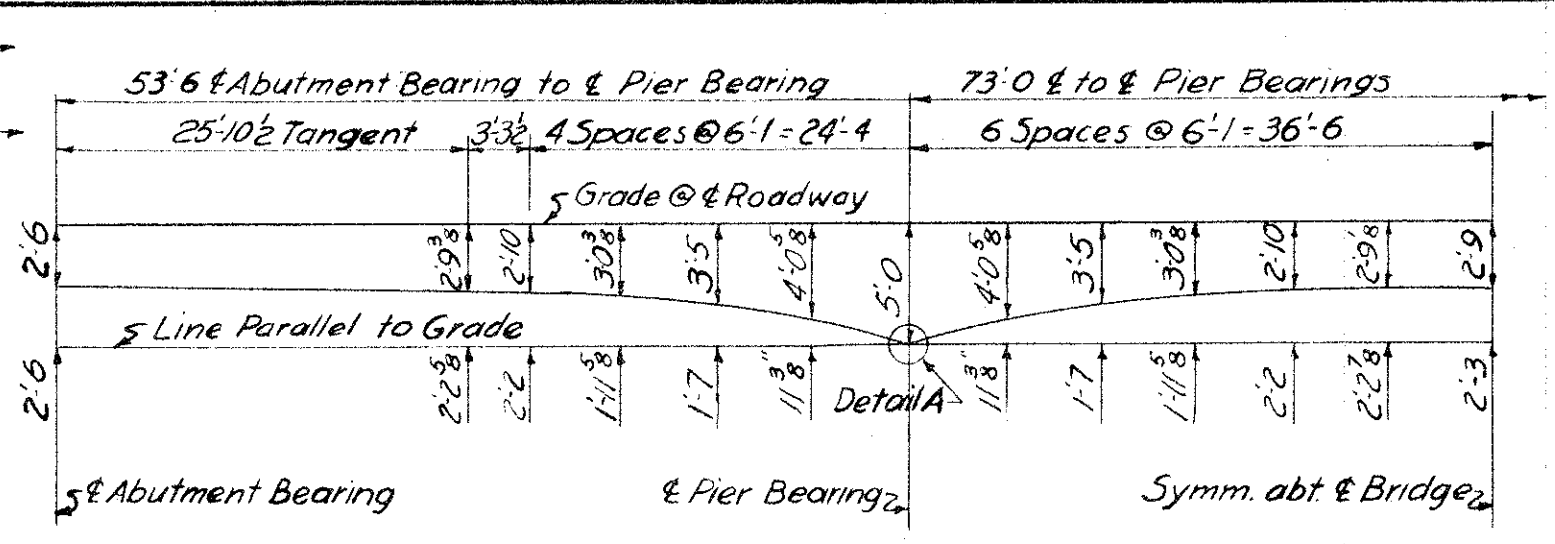 53'-6 ℄ Abutment Bearing to ℄ Pier Bearing
73'-0 ℄ to ℄ Pier Bearings
25'-10½ Tangent
3'-3½
4 Spaces @ 6'-1 = 24'-4
6 Spaces @ 6'-1 = 36'-6
Grade @ ℄ Roadway
2'-6
2'-9⅜
2'-10
3'-0⅜
3'-5
4'-0⅝
5'-0
4'-0⅝
3'-5
3'-0⅜
2'-10
2'-9⅛
2'-9
Line Parallel to Grade
2'-6
2'-2⅝
2'-2
1'-11⅝
1'-7
11⅜"
Detail A
11⅜"
1'-7
1'-11⅝
2'-2
2'-2⅞
2'-3
℄ Abutment Bearing
℄ Pier Bearing
Symm. abt. ℄ Bridge